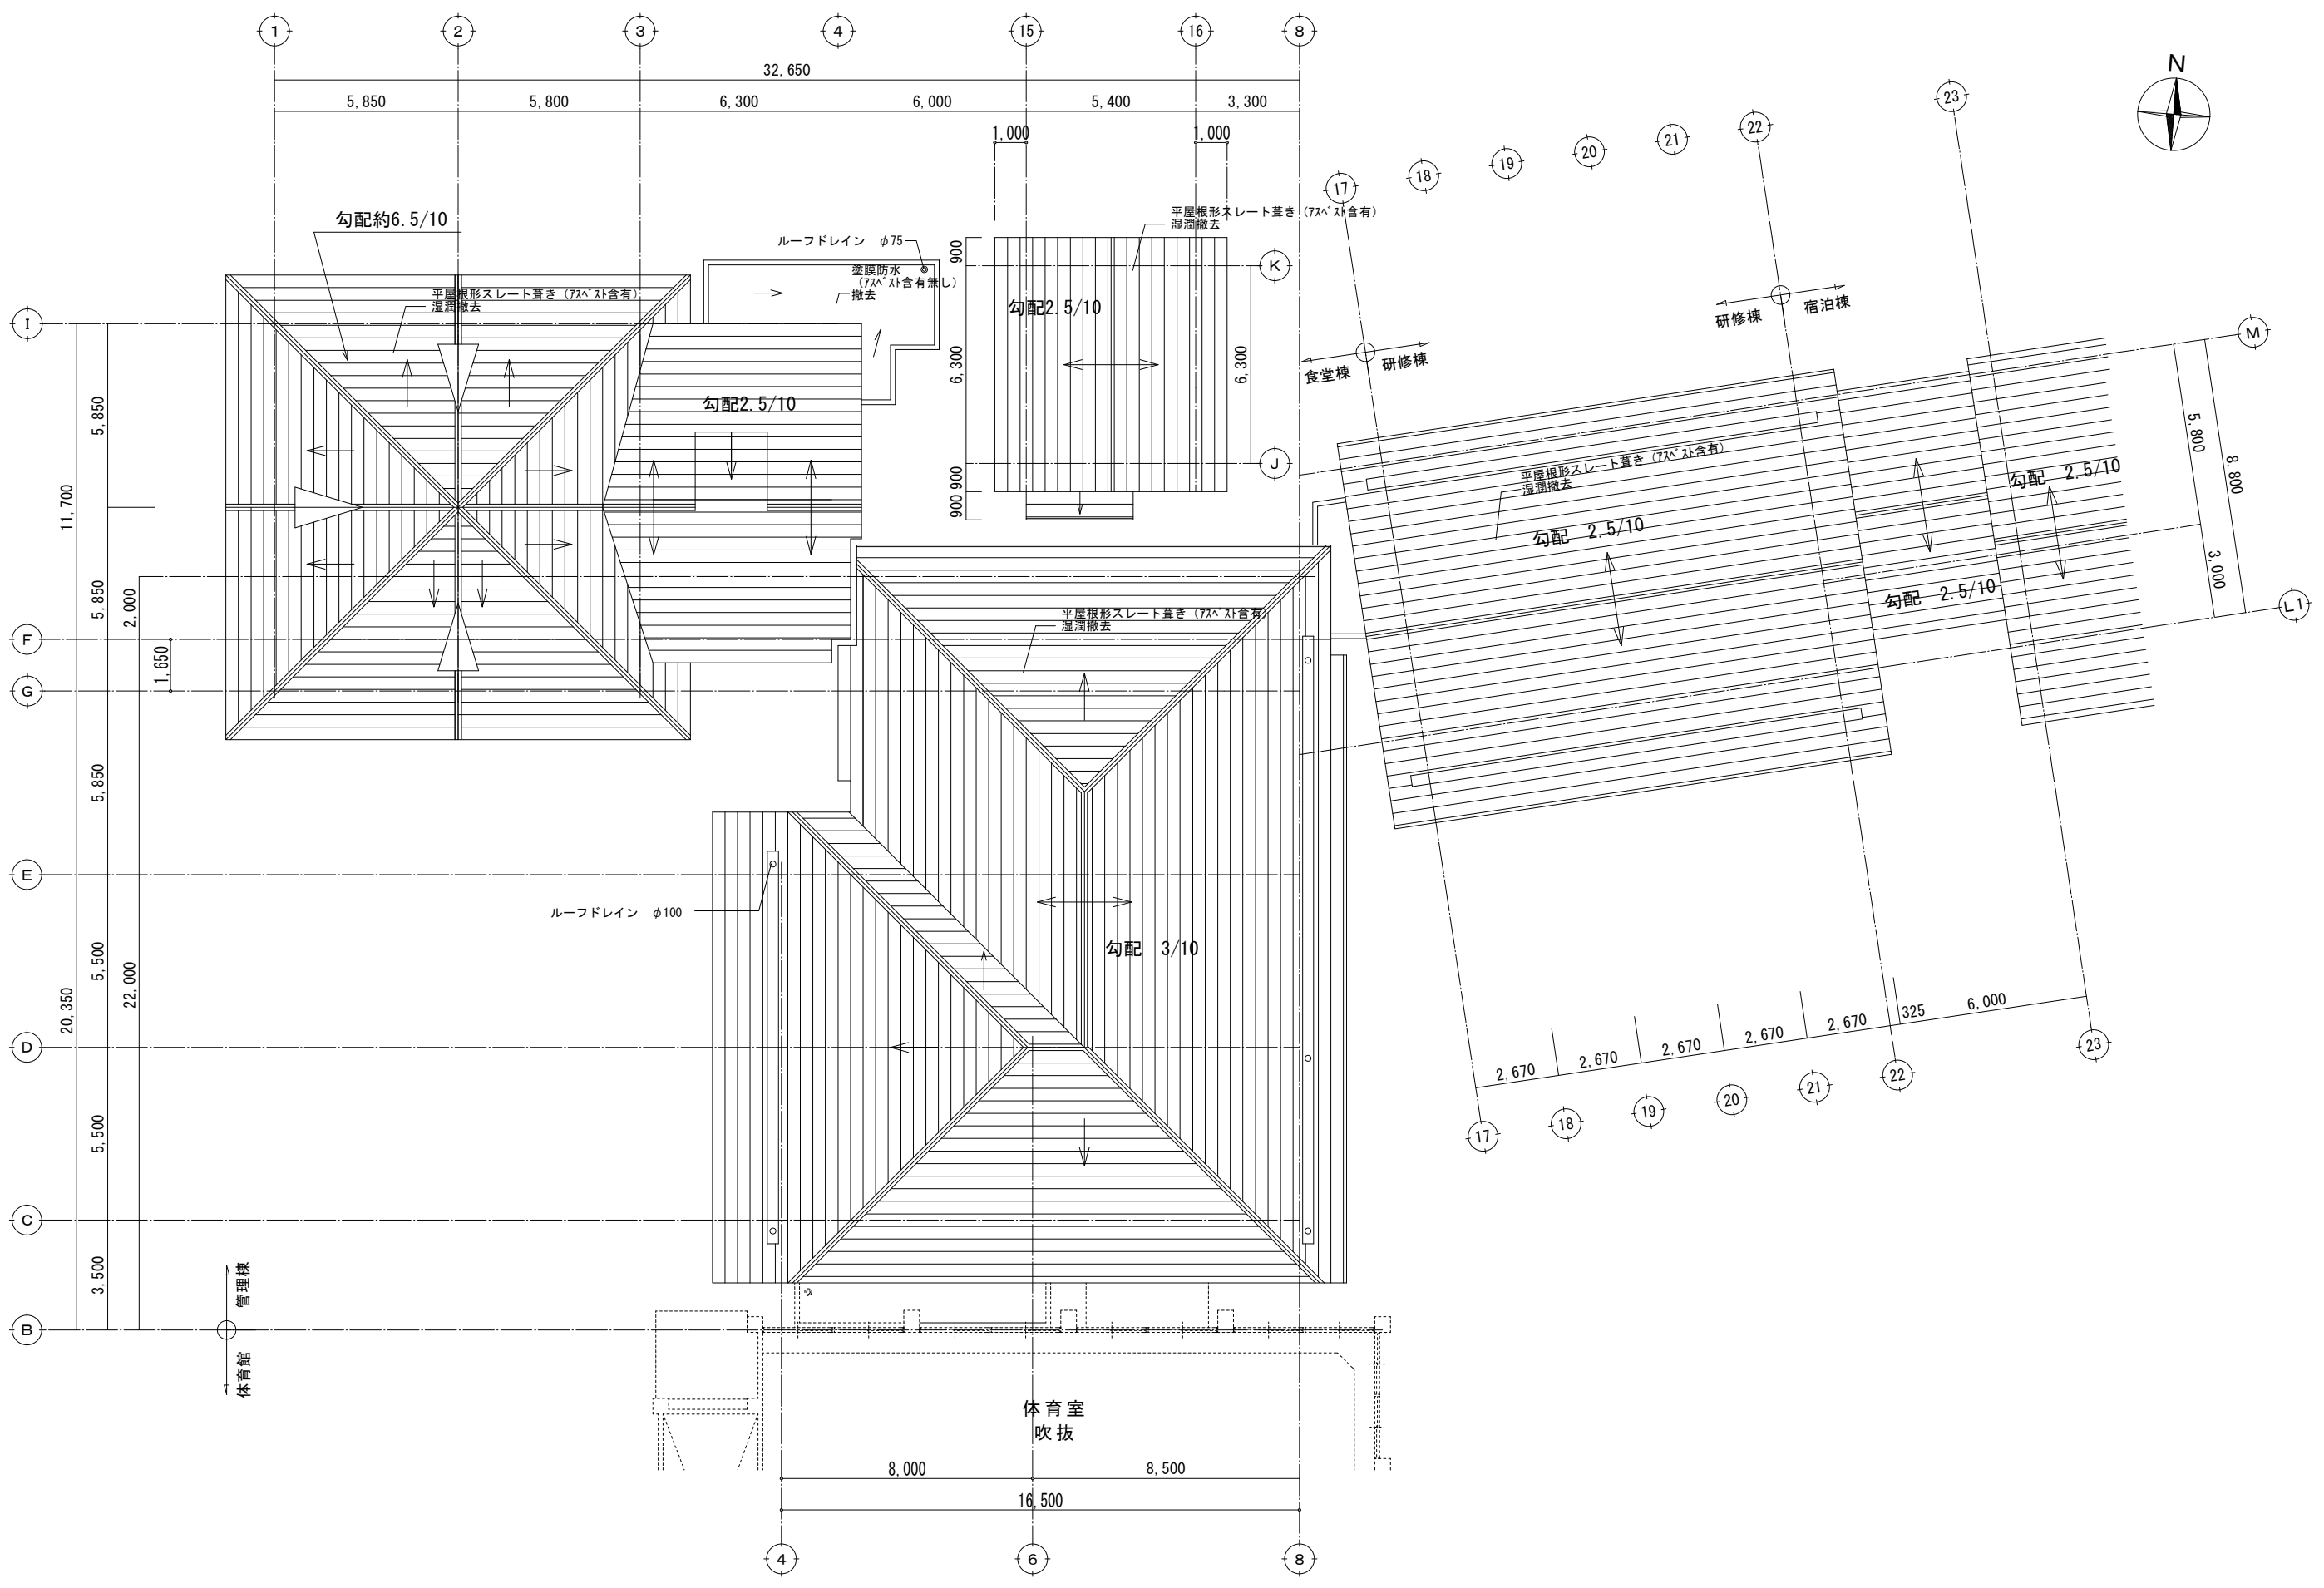 1 2 3 4 15 16 8
32,650
5,850 5,800 6,300 6,000 5,400 3,300
1,000 1,000
N
17 18 19 20 21 22 23
勾配約6.5/10
ルーフドレイン φ75
塗膜防水
(ｱｽﾍﾞｽﾄ含有無し)
撤去
平屋根形スレート葺き (ｱｽﾍﾞｽﾄ含有)
湿潤撤去
平屋根形スレート葺き (ｱｽﾍﾞｽﾄ含有)
湿潤撤去
900
K
勾配2.5/10
6,300
6,300
J
900
900
I
勾配2.5/10
食堂棟
研修棟
研修棟
宿泊棟
M
5,800
8,800
3,000
L1
平屋根形スレート葺き (ｱｽﾍﾞｽﾄ含有)
湿潤撤去
勾配 2.5/10
勾配 2.5/10
勾配 2.5/10
5,850
11,700
5,850
2,000
F
1,650
G
平屋根形スレート葺き (ｱｽﾍﾞｽﾄ含有)
湿潤撤去
5,850
E
ルーフドレイン φ100
勾配 3/10
5,500
22,000
20,350
D
5,500
C
3,500
B
管理棟
体育館
2,670 2,670 2,670 2,670 2,670 325 6,000
17 18 19 20 21 22 23
体育室
吹抜
8,000 8,500
16,500
4 6 8